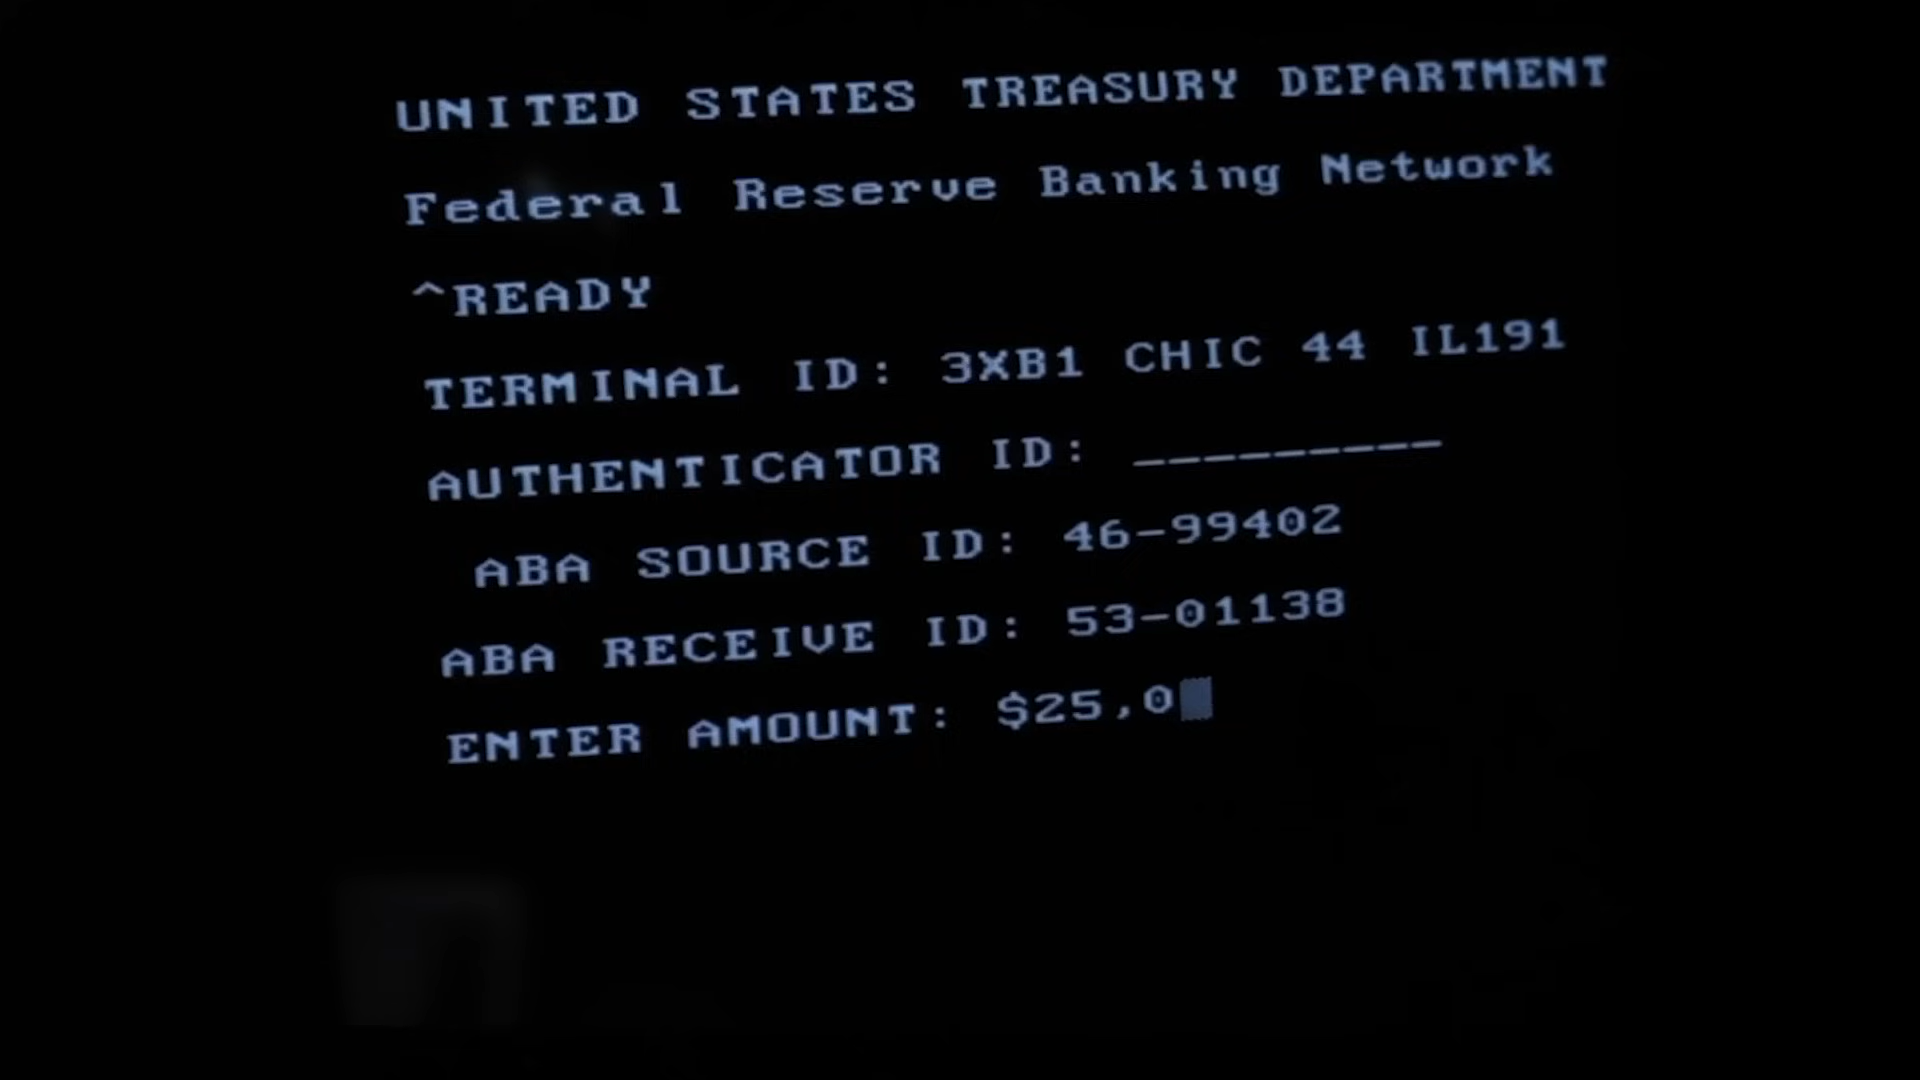 UNITED STATES TREASURY DEPARTMENT
Federal Reserve Banking Network
^READY
TERMINAL ID: 3XB1 CHIC 44 IL191
AUTHENTICATOR ID: _________
ABA SOURCE ID: 46-99402
ABA RECEIVE ID: 53-01138
ENTER AMOUNT: $25,0